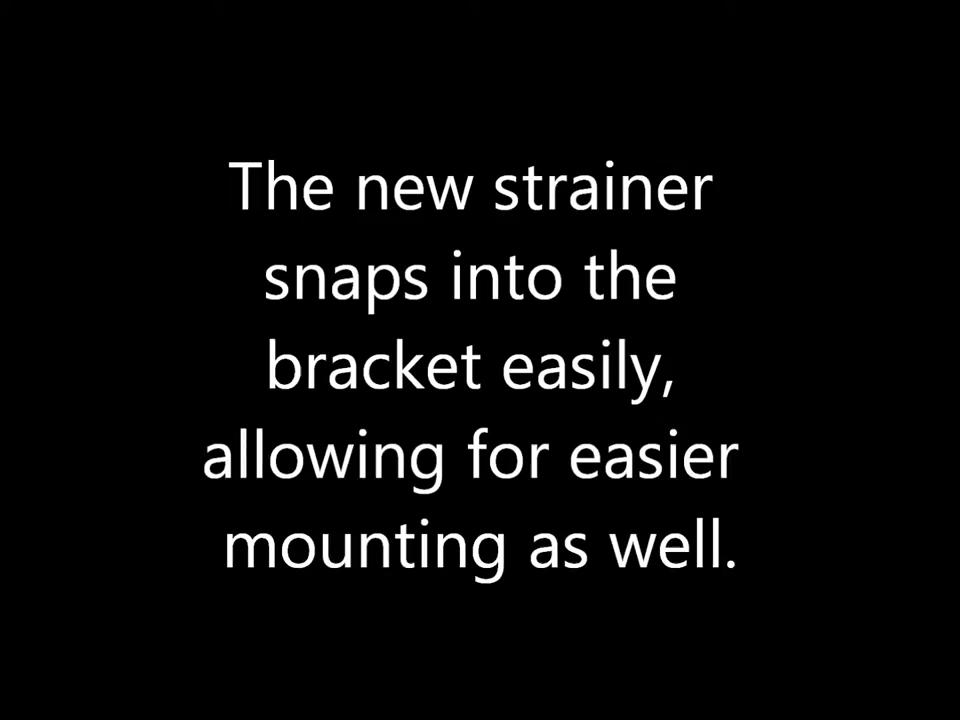 The new strainer
snaps into the
bracket easily,
allowing for easier
mounting as well.